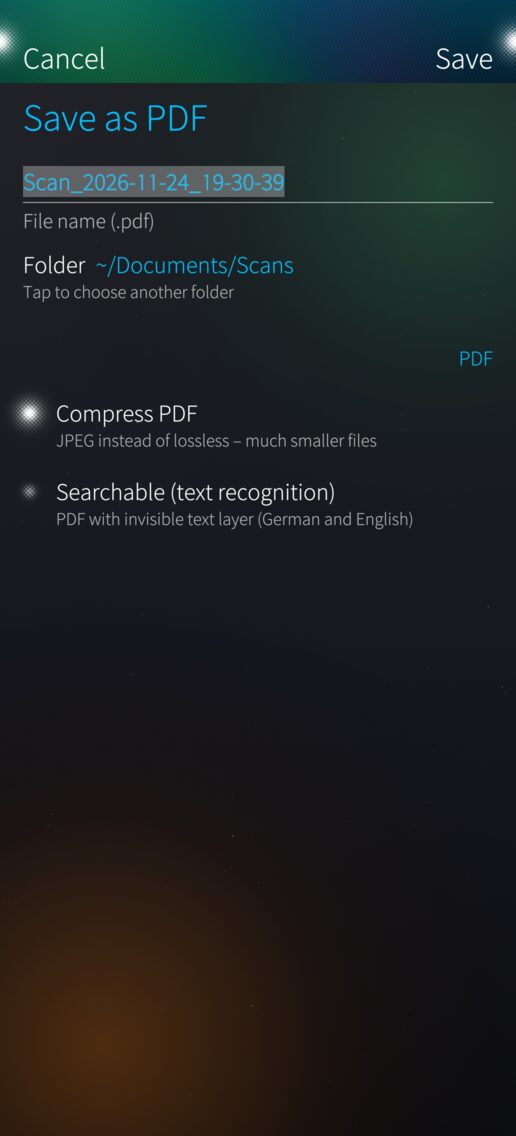 Cancel
Save
Save as PDF
Scan_2026-11-24_19-30-39
File name (.pdf)
Folder ~/Documents/Scans
Tap to choose another folder
PDF
Compress PDF
JPEG instead of lossless – much smaller files
Searchable (text recognition)
PDF with invisible text layer (German and English)